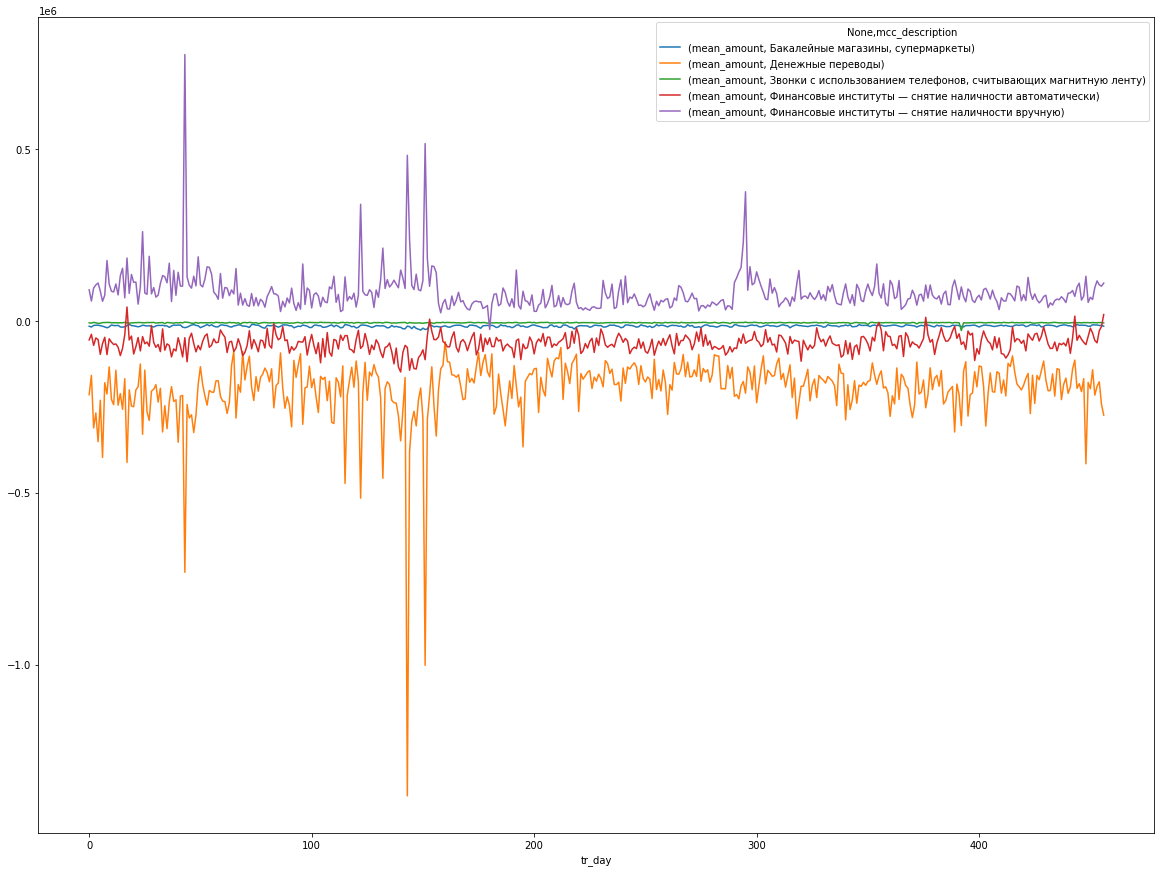 1e6
None,mcc_description
(mean_amount, Бакалейные магазины, супермаркеты)
(mean_amount, Денежные переводы)
(mean_amount, Звонки с использованием телефонов, считывающих магнитную ленту)
(mean_amount, Финансовые институты — снятие наличности автоматически)
(mean_amount, Финансовые институты — снятие наличности вручную)
0.5
0.0
−0.5
−1.0
0 100 200 300 400
tr_day